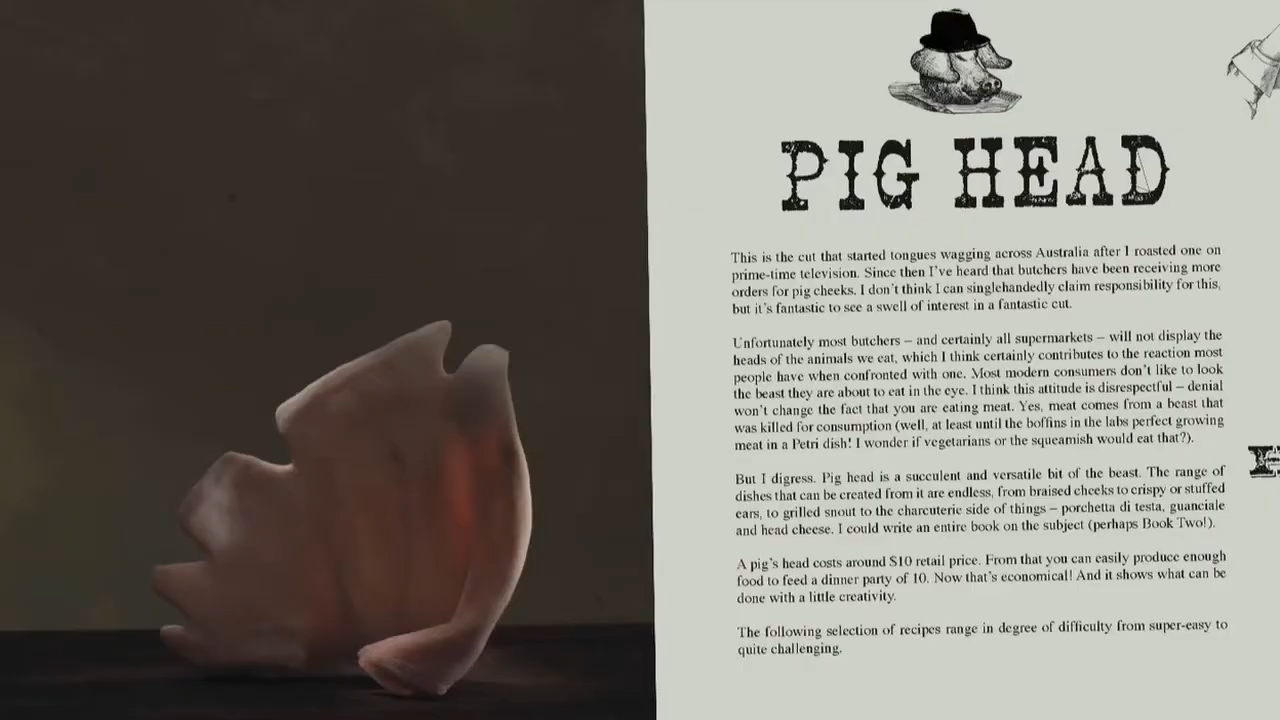 PIG HEAD
This is the cut that started tongues wagging across Australia after I roasted one on
prime-time television. Since then I've heard that butchers have been receiving more
orders for pig cheeks. I don't think I can singlehandedly claim responsibility for this,
but it's fantastic to see a swell of interest in a fantastic cut.
Unfortunately most butchers – and certainly all supermarkets – will not display the
heads of the animals we eat, which I think certainly contributes to the reaction most
people have when confronted with one. Most modern consumers don't like to look
the beast they are about to eat in the eye. I think this attitude is disrespectful – denial
won't change the fact that you are eating meat. Yes, meat comes from a beast that
was killed for consumption (well, at least until the boffins in the labs perfect growing
meat in a Petri dish! I wonder if vegetarians or the squeamish would eat that?).
But I digress. Pig head is a succulent and versatile bit of the beast. The range of
dishes that can be created from it are endless, from braised cheeks to crispy or stuffed
ears, to grilled snout to the charcuterie side of things – porchetta di testa, guanciale
and head cheese. I could write an entire book on the subject (perhaps Book Two!).
A pig's head costs around $10 retail price. From that you can easily produce enough
food to feed a dinner party of 10. Now that's economical! And it shows what can be
done with a little creativity.
The following selection of recipes range in degree of difficulty from super-easy to
quite challenging.